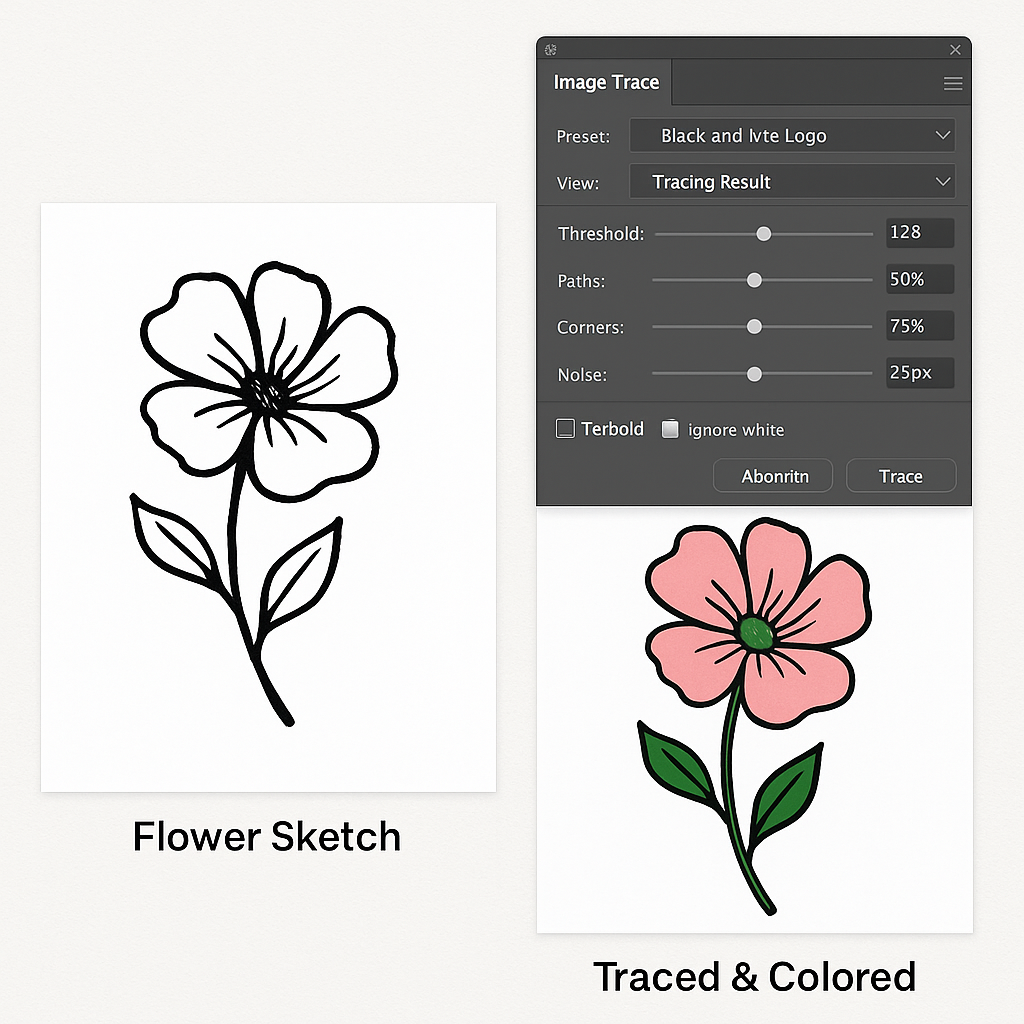 Image Trace
Preset: Black and lvte Logo
View: Tracing Result
Threshold: 128
Paths: 50%
Corners: 75%
Nolse: 25px
Terbold ignore white
Abonritn Trace
Flower Sketch
Traced & Colored